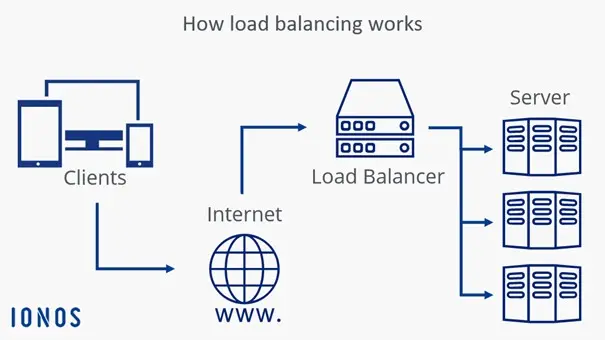 How load balancing works
Clients
Internet
www.
Load Balancer
Server
IONOS